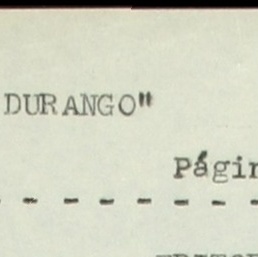 DURANGO"
Págin
- - - - - - -